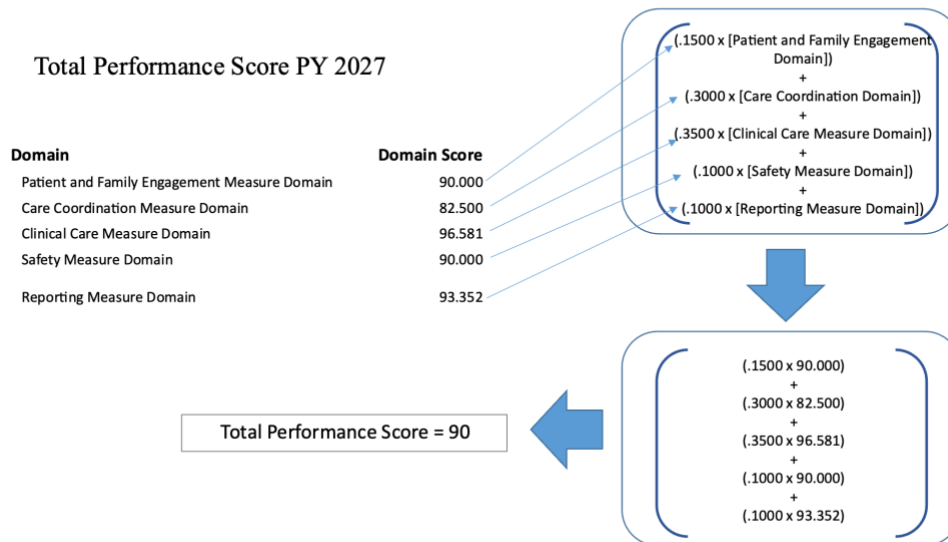 Total Performance Score PY 2027
Domain Domain Score
Patient and Family Engagement Measure Domain 90.000
Care Coordination Measure Domain 82.500
Clinical Care Measure Domain 96.581
Safety Measure Domain 90.000
Reporting Measure Domain 93.352
(.1500 x [Patient and Family Engagement
Domain])
+
(.3000 x [Care Coordination Domain])
+
(.3500 x [Clinical Care Measure Domain])
+
(.1000 x [Safety Measure Domain])
+
(.1000 x [Reporting Measure Domain])
(.1500 x 90.000)
+
(.3000 x 82.500)
+
(.3500 x 96.581)
+
(.1000 x 90.000)
+
(.1000 x 93.352)
Total Performance Score = 90